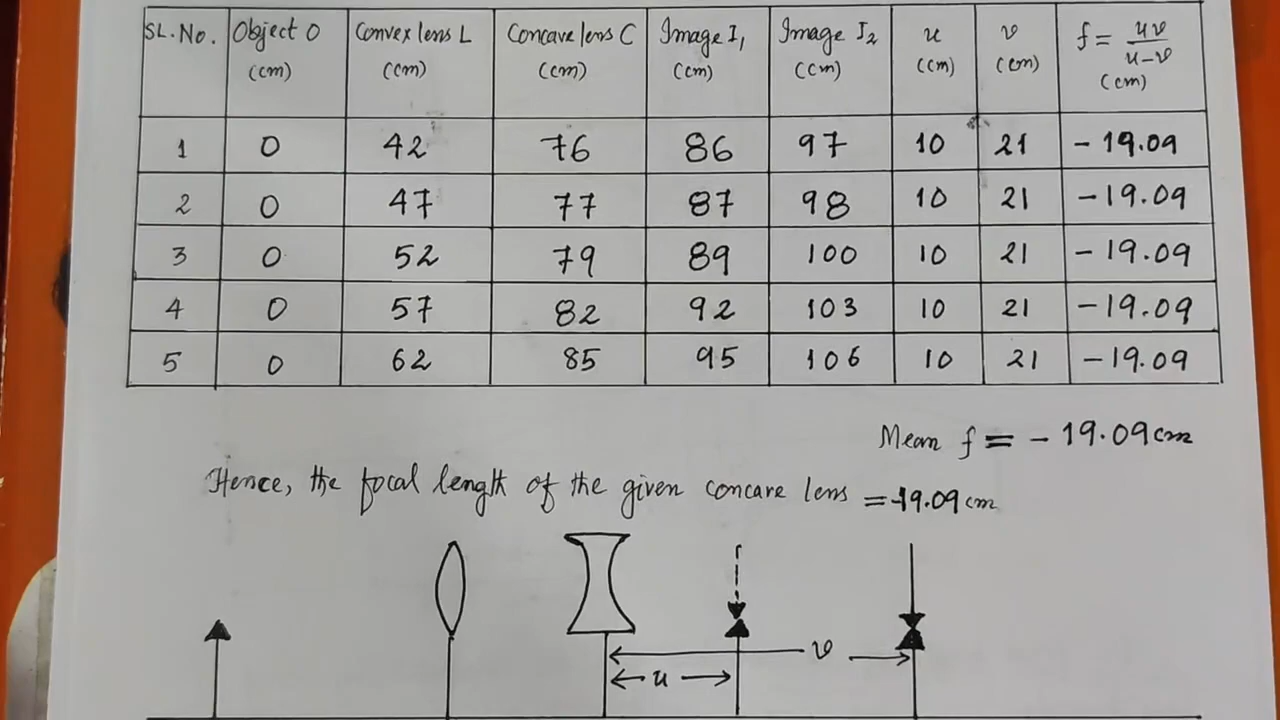 SL. No. Object O Convex lens L Concave lens C Image I₁ Image I₂ u v f = uv/u-v
(cm) (cm) (cm) (cm) (cm) (cm) (cm) (cm)
1 0 42 76 86 97 10 21 - 19.09
2 0 47 77 87 98 10 21 - 19.09
3 0 52 79 89 100 10 21 - 19.09
4 0 57 82 92 103 10 21 - 19.09
5 0 62 85 95 106 10 21 - 19.09
Mean f = - 19.09 cm
Hence, the focal length of the given concave lens = -19.09 cm
v
u